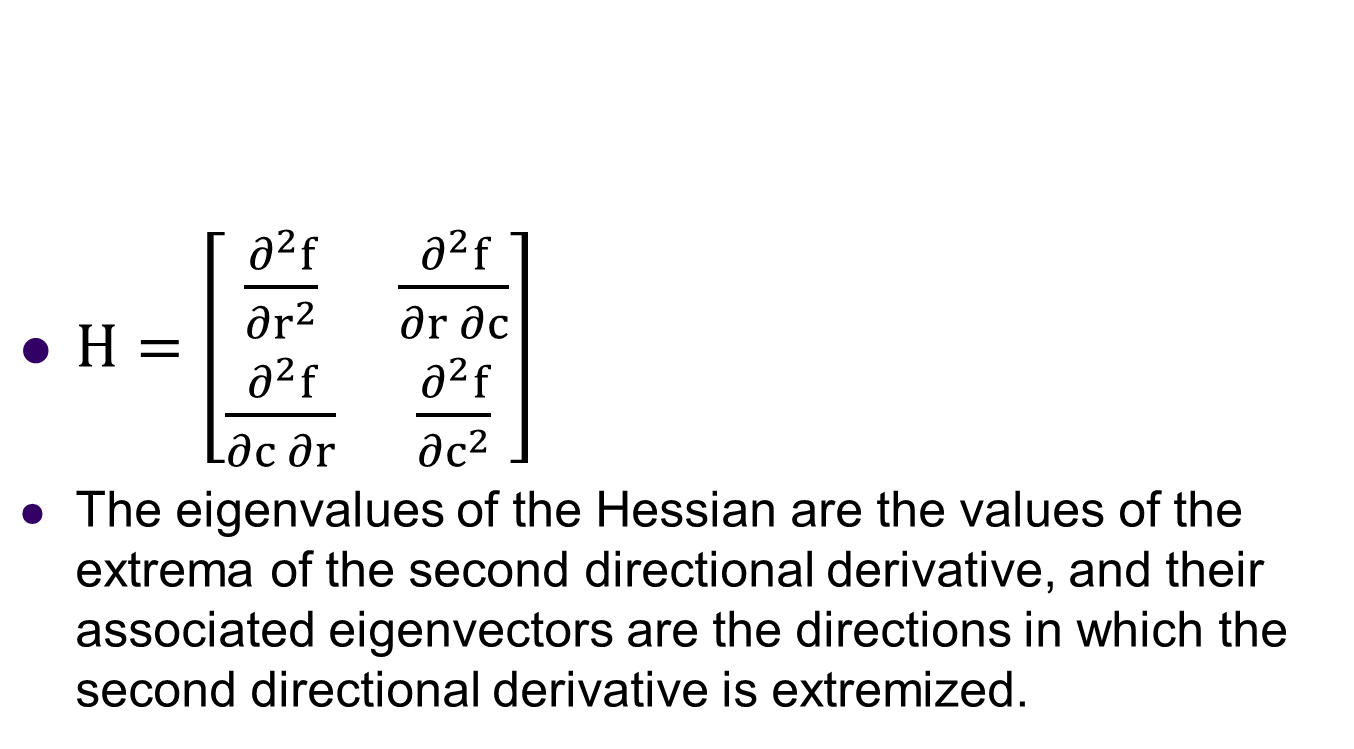 • H = [ ∂²f/∂r² ∂²f/∂r ∂c
∂²f/∂c ∂r ∂²f/∂c² ]
• The eigenvalues of the Hessian are the values of the
extrema of the second directional derivative, and their
associated eigenvectors are the directions in which the
second directional derivative is extremized.